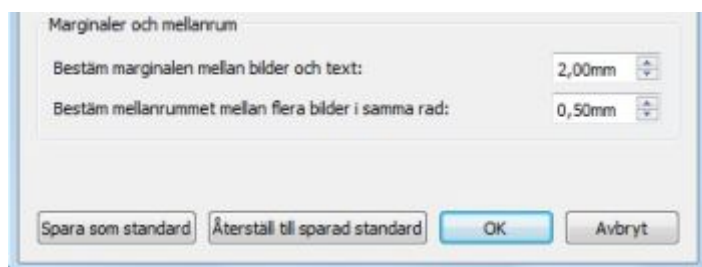 Marginaler och mellanrum
Bestäm marginalen mellan bilder och text: 2,00mm
Bestäm mellanrummet mellan flera bilder i samma rad: 0,50mm
Spara som standard Återställ till sparad standard OK Avbryt